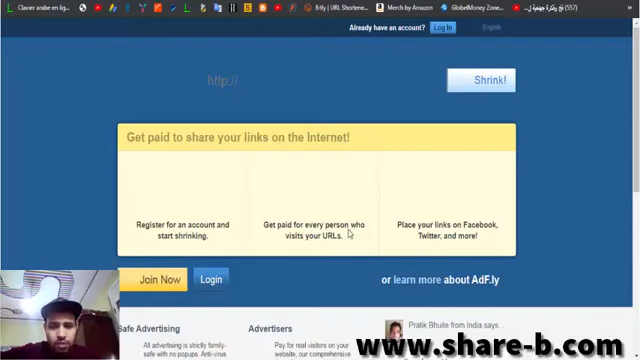 Clavier arabe en lig...
Bitly | URL Shortene...
Merch by Amazon
GlobalMoney Zone...
Already have an account?
Log In
English
http://
Shrink!
Get paid to share your links on the Internet!
Register for an account and
start shrinking.
Get paid for every person who
visits your URLs.
Place your links on Facebook,
Twitter, and more!
Join Now
Login
or learn more about AdF.ly
Safe Advertising
All advertising is strictly family-
safe with no popups
Advertisers
Pay for real visitors on your
website, our comprehensive
Pratik Bhuite from India says...
www.share-b.com